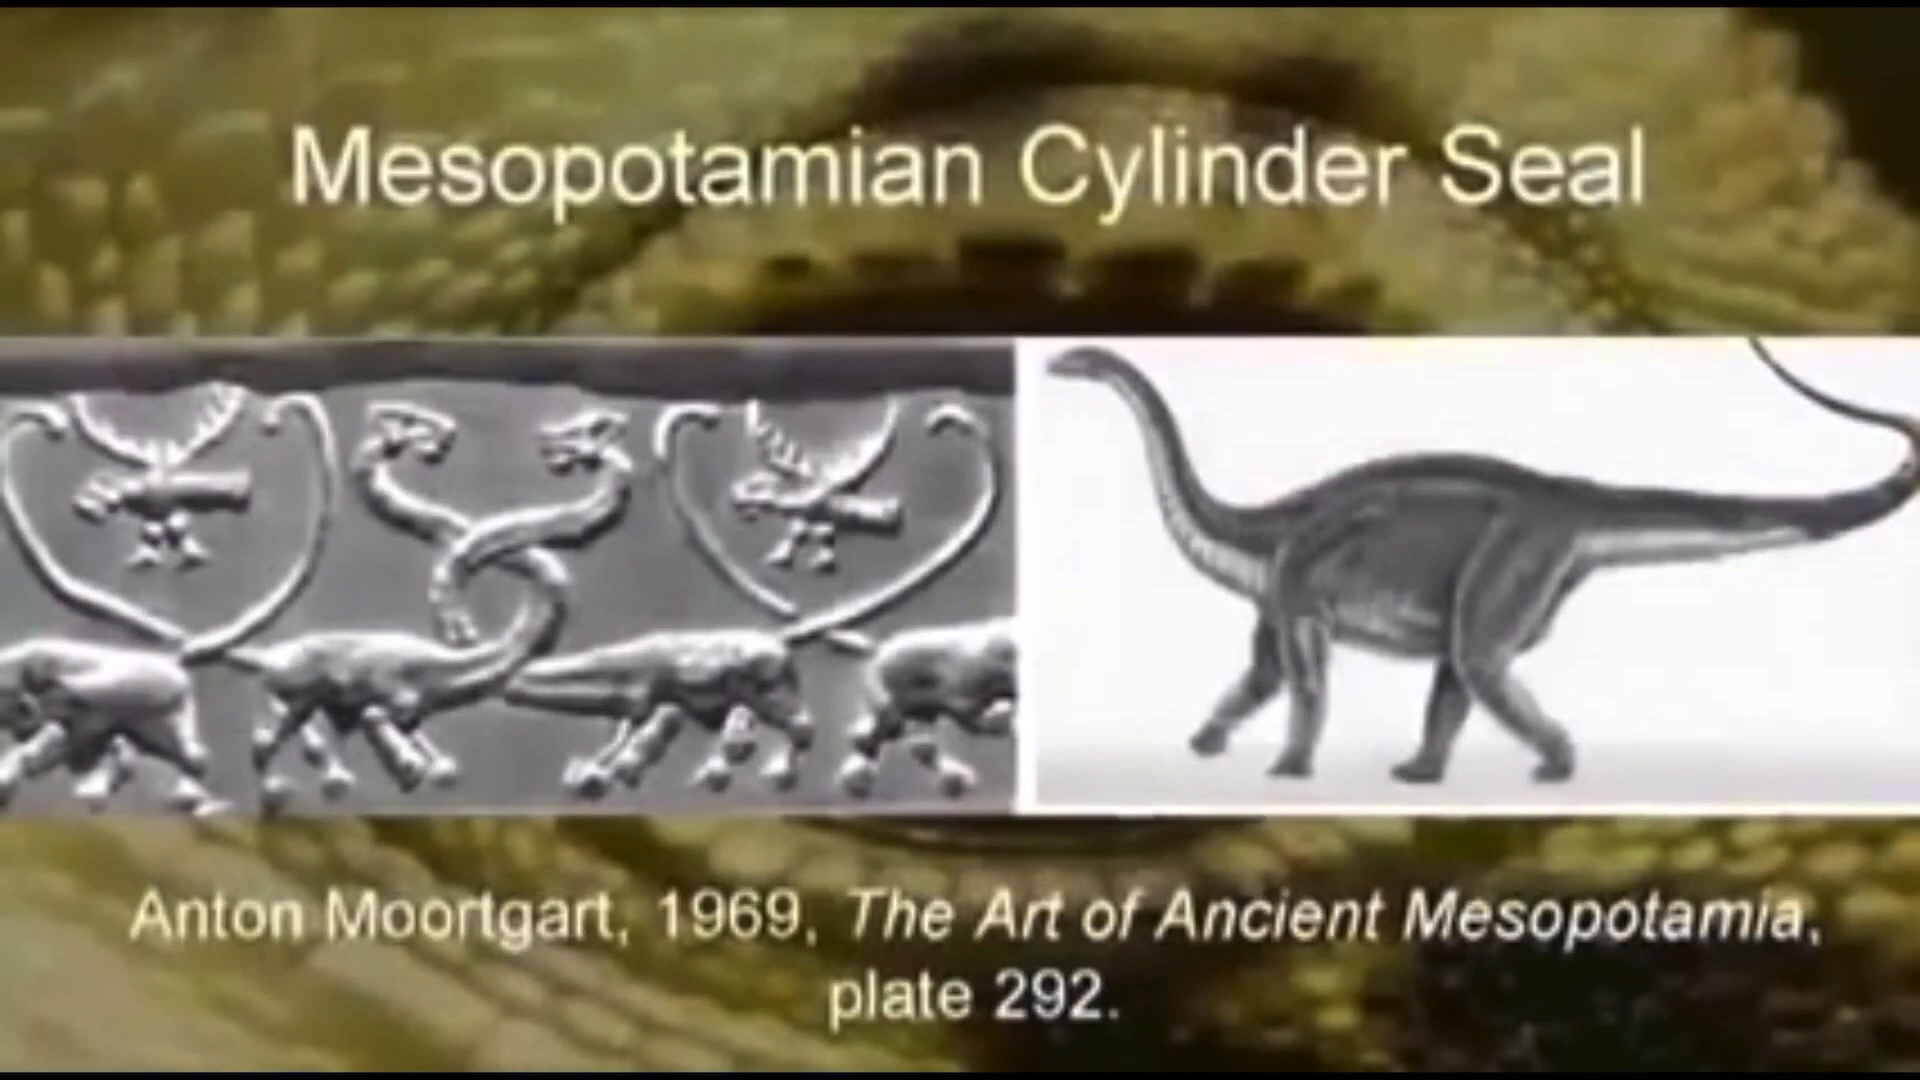 Mesopotamian Cylinder Seal
Anton Moortgart, 1969, The Art of Ancient Mesopotamia,
plate 292.